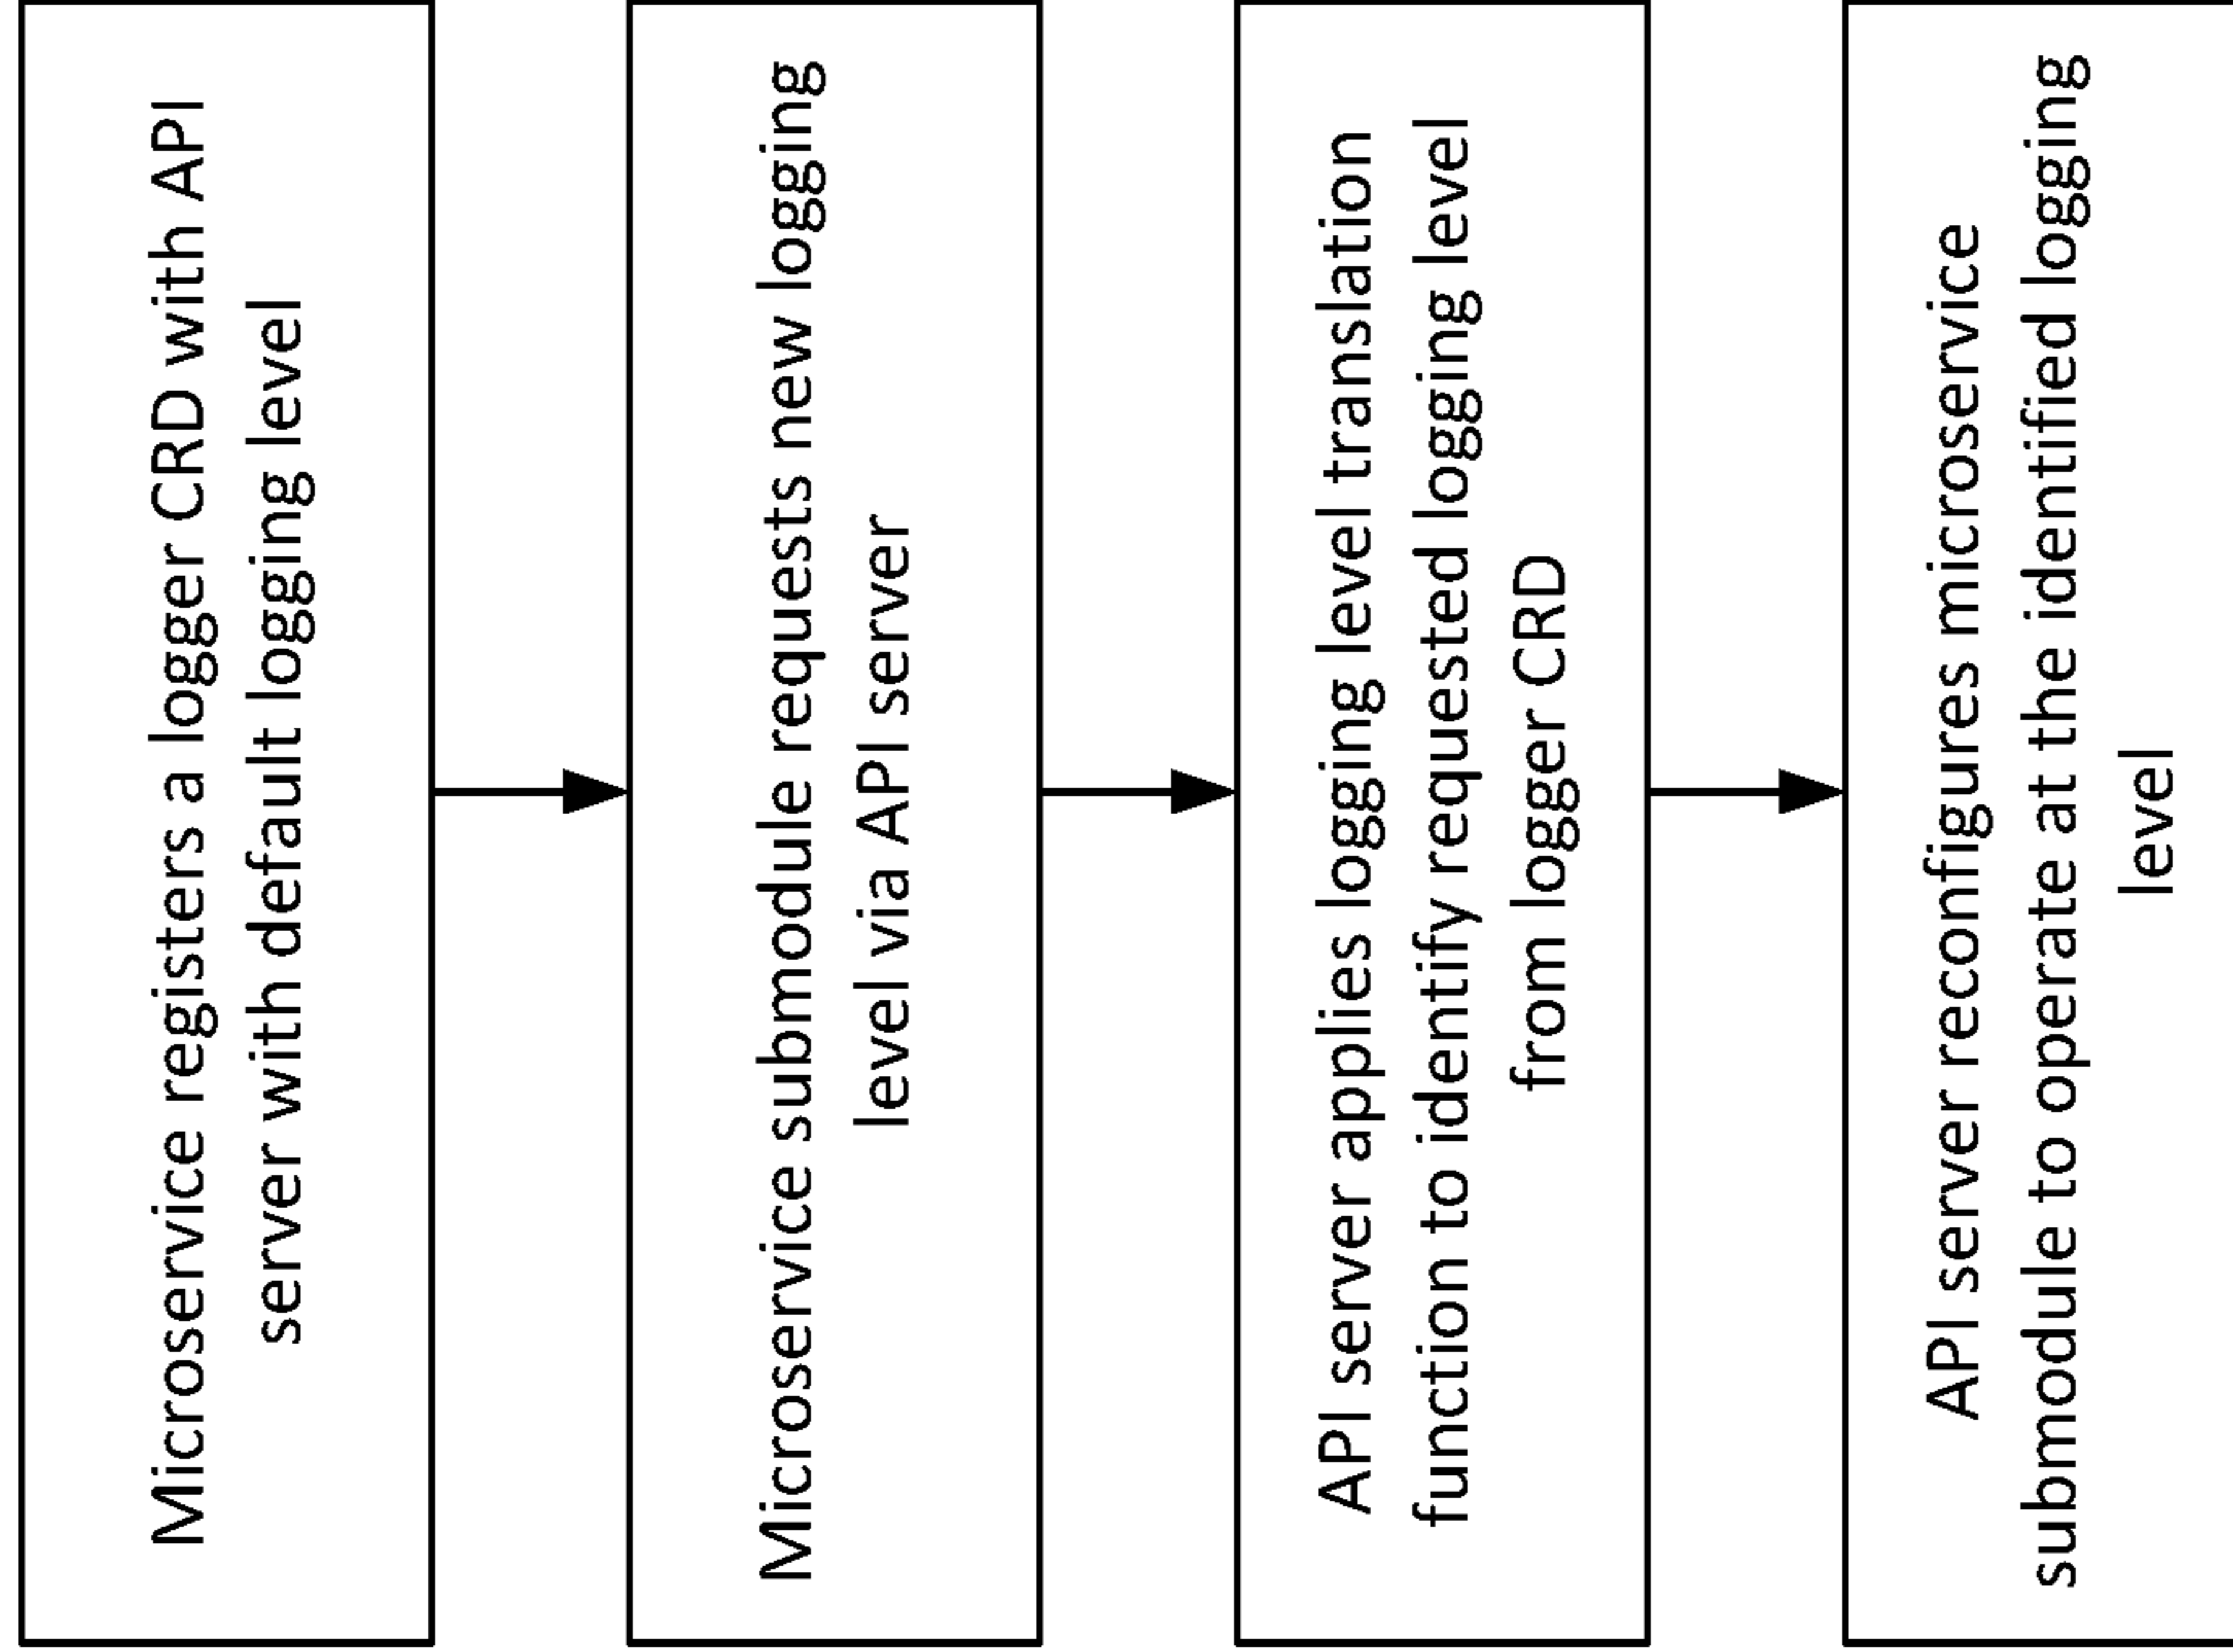 Microservice registers a logger CRD with API
server with default logging level
Microservice submodule requests new logging
level via API server
API server applies logging level translation
function to identify requested logging level
from logger CRD
API server reconfigures microservice
submodule to operate at the identified logging
level